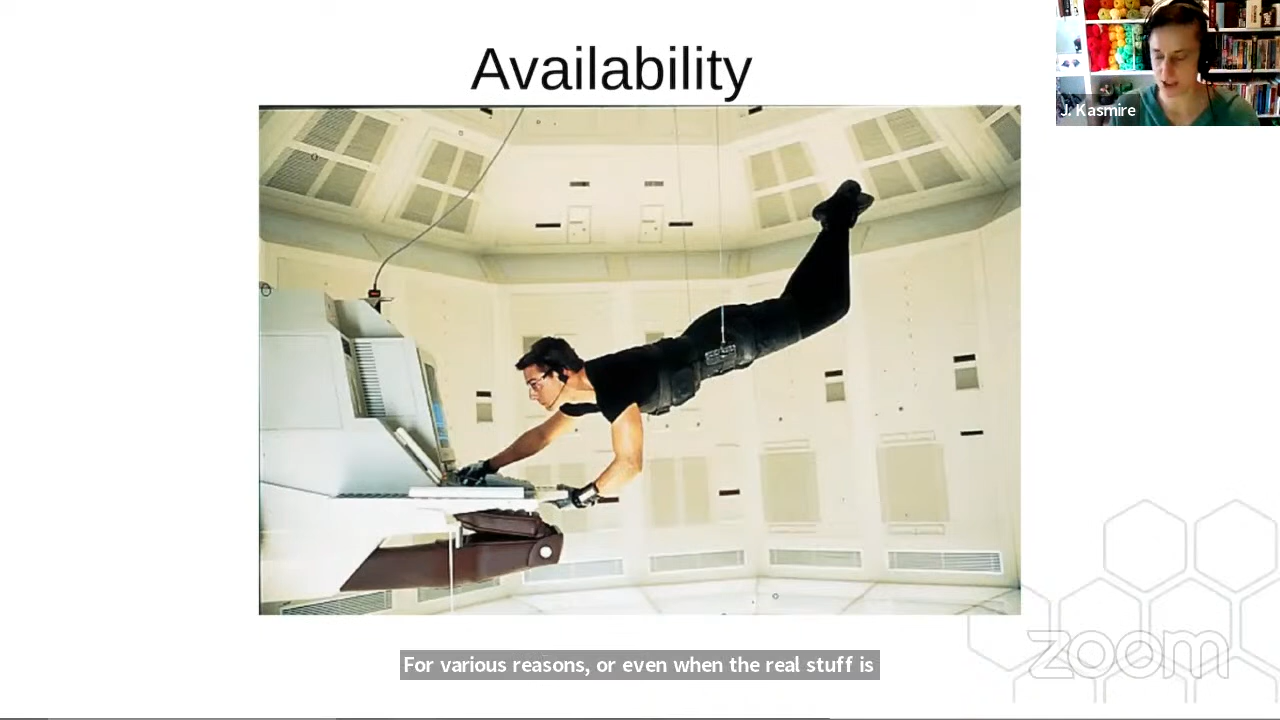 Availability
J. Kasmire
For various reasons, or even when the real stuff is
zoom